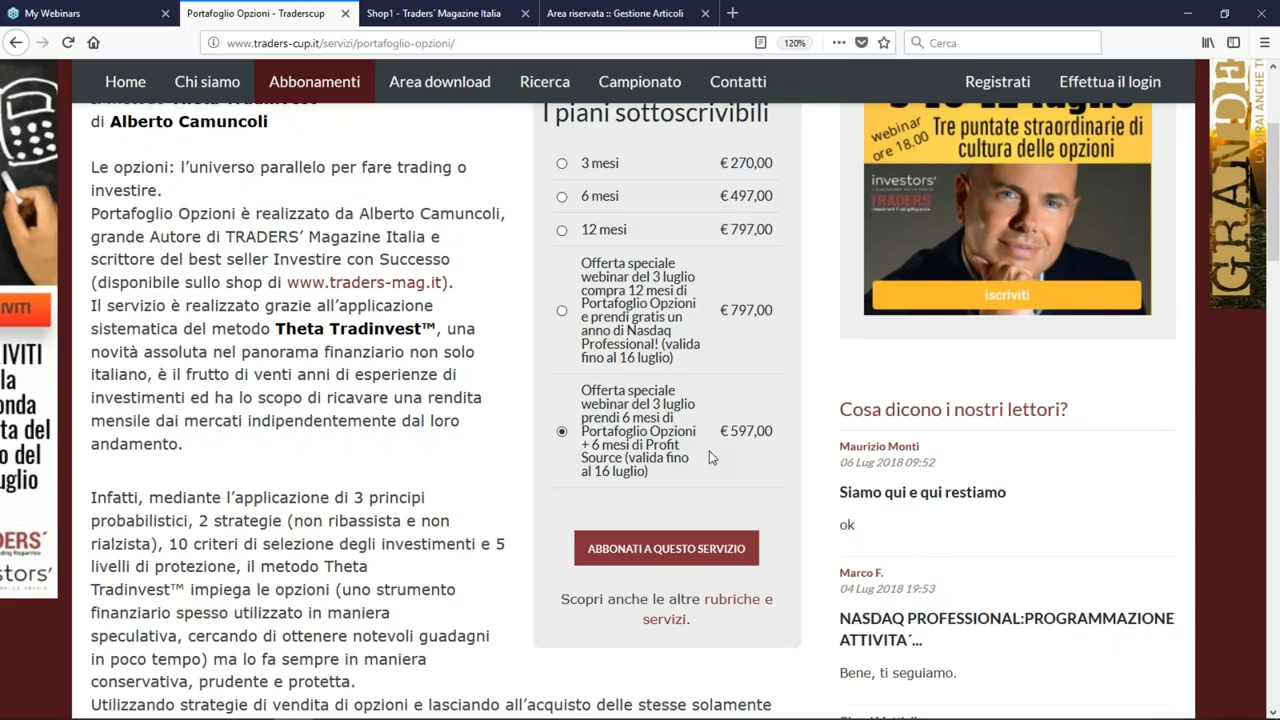 My Webinars
Portafoglio Opzioni - Traderscup
Shop1 - Traders´ Magazine Italia
Area riservata :: Gestione Articoli
www.traders-cup.it/servizi/portafoglio-opzioni/
120%
Cerca
Home
Chi siamo
Abbonamenti
Area download
Ricerca
Campionato
Contatti
Registrati
Effettua il login
di Alberto Camuncoli
Le opzioni: l’universo parallelo per fare trading o
investire.
Portafoglio Opzioni è realizzato da Alberto Camuncoli,
grande Autore di TRADERS’ Magazine Italia e
scrittore del best seller Investire con Successo
(disponibile sullo shop di www.traders-mag.it).
Il servizio è realizzato grazie all’applicazione
sistematica del metodo Theta Tradinvest™, una
novità assoluta nel panorama finanziario non solo
italiano, è il frutto di venti anni di esperienze di
investimenti ed ha lo scopo di ricavare una rendita
mensile dai mercati indipendentemente dal loro
andamento.
Infatti, mediante l’applicazione di 3 principi
probabilistici, 2 strategie (non ribassista e non
rialzista), 10 criteri di selezione degli investimenti e 5
livelli di protezione, il metodo Theta
Tradinvest™ impiega le opzioni (uno strumento
finanziario spesso utilizzato in maniera
speculativa, cercando di ottenere notevoli guadagni
in poco tempo) ma lo fa sempre in maniera
conservativa, prudente e protetta.
Utilizzando strategie di vendita di opzioni e lasciando all’acquisto delle stesse solamente
I piani sottoscrivibili
3 mesi € 270,00
6 mesi € 497,00
12 mesi € 797,00
Offerta speciale
webinar del 3 luglio
compra 12 mesi di
Portafoglio Opzioni € 797,00
e prendi gratis un
anno di Nasdaq
Professional! (valida
fino al 16 luglio)
Offerta speciale
webinar del 3 luglio
prendi 6 mesi di
Portafoglio Opzioni € 597,00
+ 6 mesi di Profit
Source (valida fino
al 16 luglio)
ABBONATI A QUESTO SERVIZIO
Scopri anche le altre rubriche e
servizi.
luglio
webinar
ore 18.00
Tre puntate straordinarie di
cultura delle opzioni
investors’
TRADERS’
iscriviti
Cosa dicono i nostri lettori?
Maurizio Monti
06 Lug 2018 09:52
Siamo qui e qui restiamo
ok
Marco F.
04 Lug 2018 19:53
NASDAQ PROFESSIONAL:PROGRAMMAZIONE
ATTIVITA´...
Bene, ti seguiamo.
GRANDE